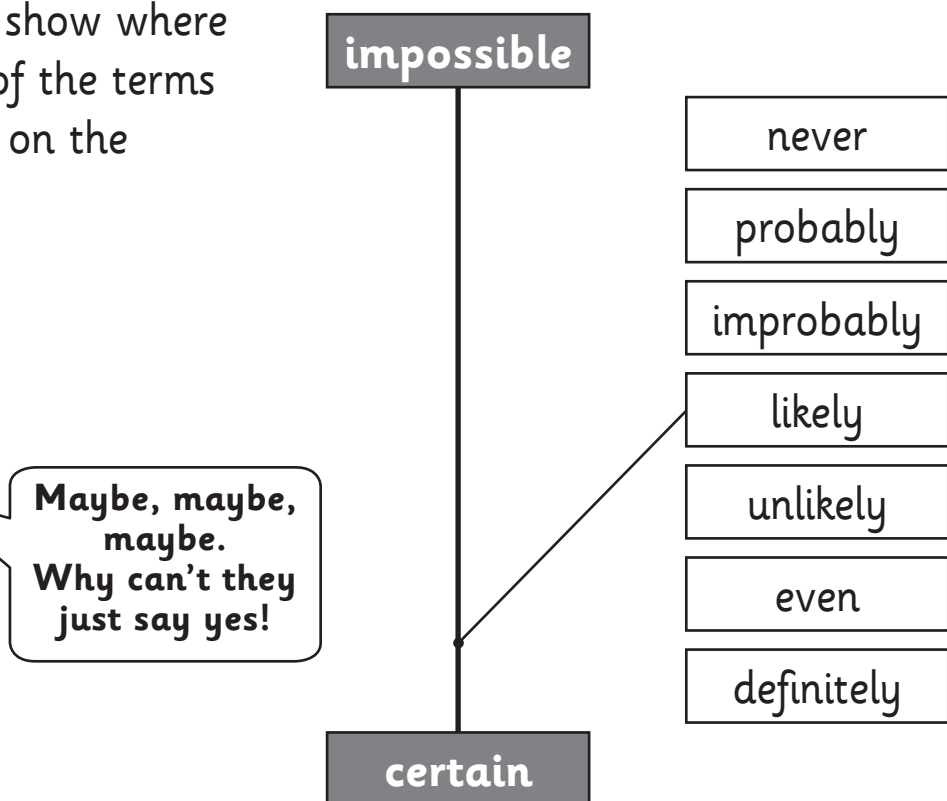 show where
of the terms
on the
impossible
never
probably
improbably
likely
unlikely
even
definitely
Maybe, maybe,
maybe.
Why can't they
just say yes!
certain